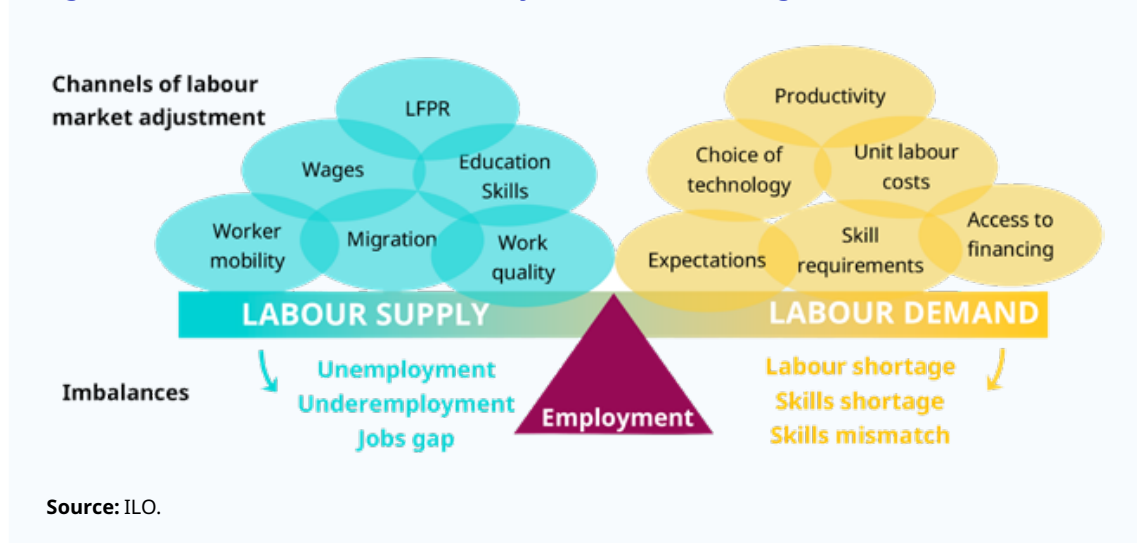 Channels of labour
market adjustment
LFPR
Wages
Education
Skills
Worker
mobility
Migration
Work
quality
Productivity
Choice of
technology
Unit labour
costs
Expectations
Skill
requirements
Access to
financing
LABOUR SUPPLY
LABOUR DEMAND
Imbalances
Unemployment
Underemployment
Jobs gap
Employment
Labour shortage
Skills shortage
Skills mismatch
Source: ILO.